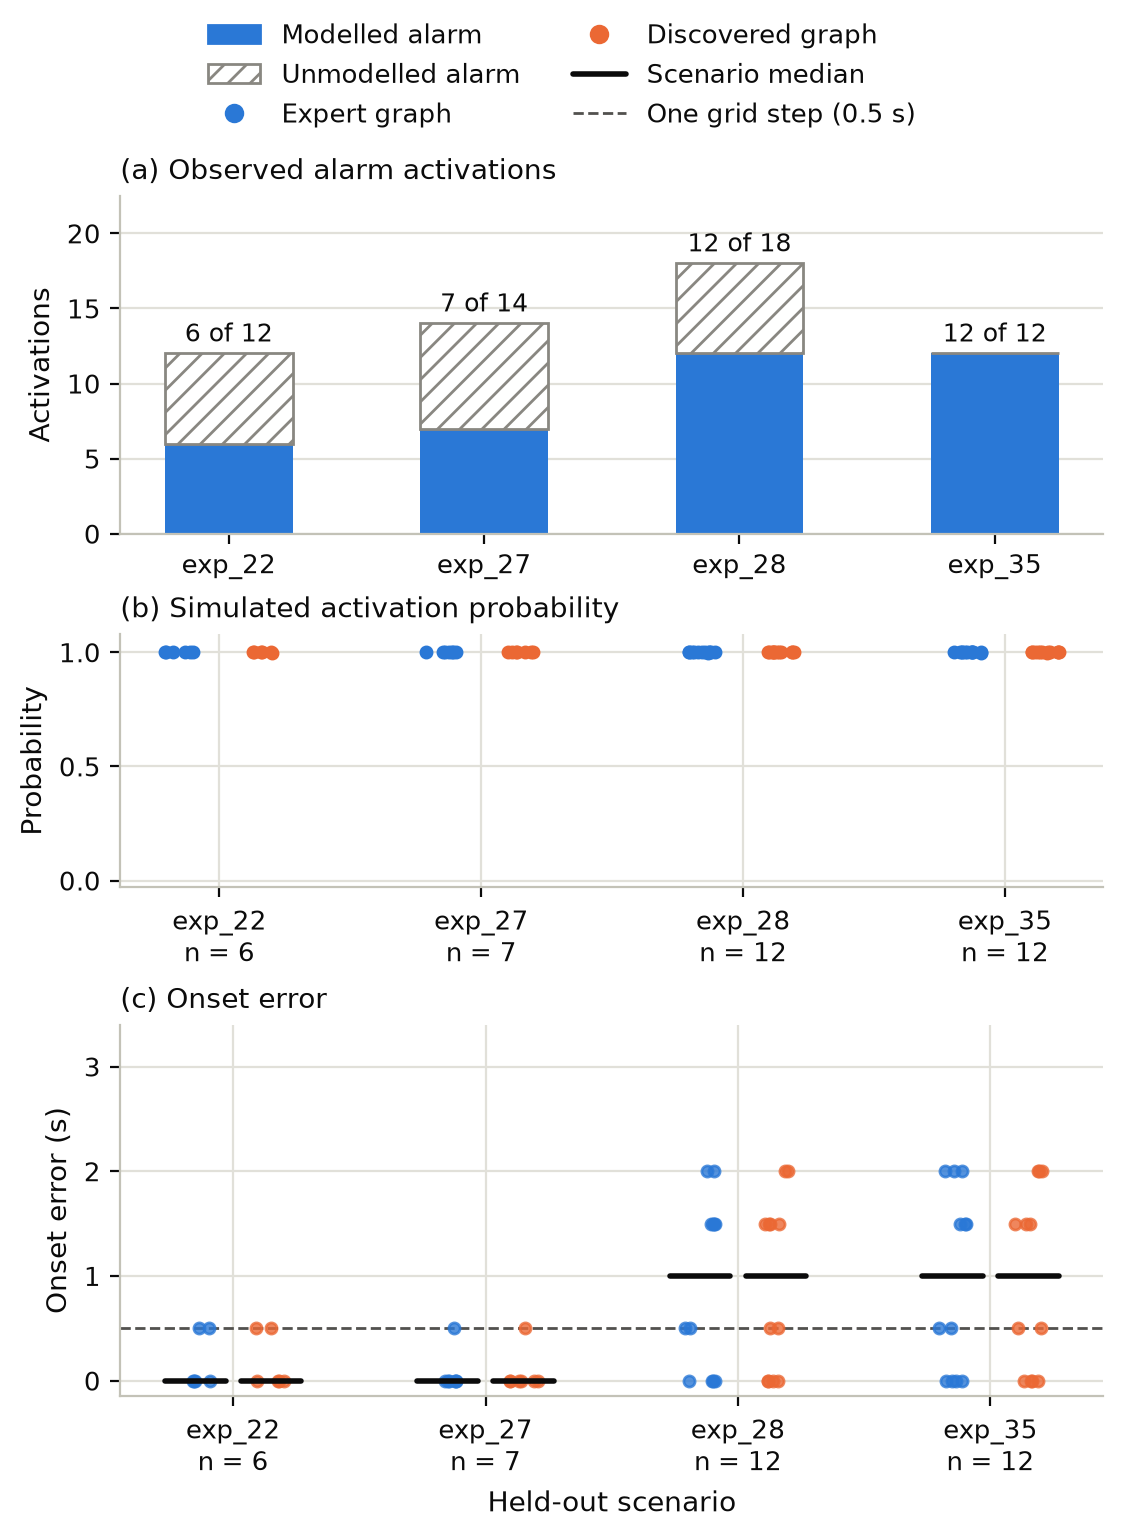 Modelled alarm
Unmodelled alarm
Expert graph
Discovered graph
Scenario median
One grid step (0.5 s)
(a) Observed alarm activations
Activations
20
15
10
5
0
6 of 12
7 of 14
12 of 18
12 of 12
exp_22 exp_27 exp_28 exp_35
(b) Simulated activation probability
Probability
1.0
0.5
0.0
exp_22 exp_27 exp_28 exp_35
n = 6 n = 7 n = 12 n = 12
(c) Onset error
Onset error (s)
3
2
1
0
exp_22 exp_27 exp_28 exp_35
n = 6 n = 7 n = 12 n = 12
Held-out scenario